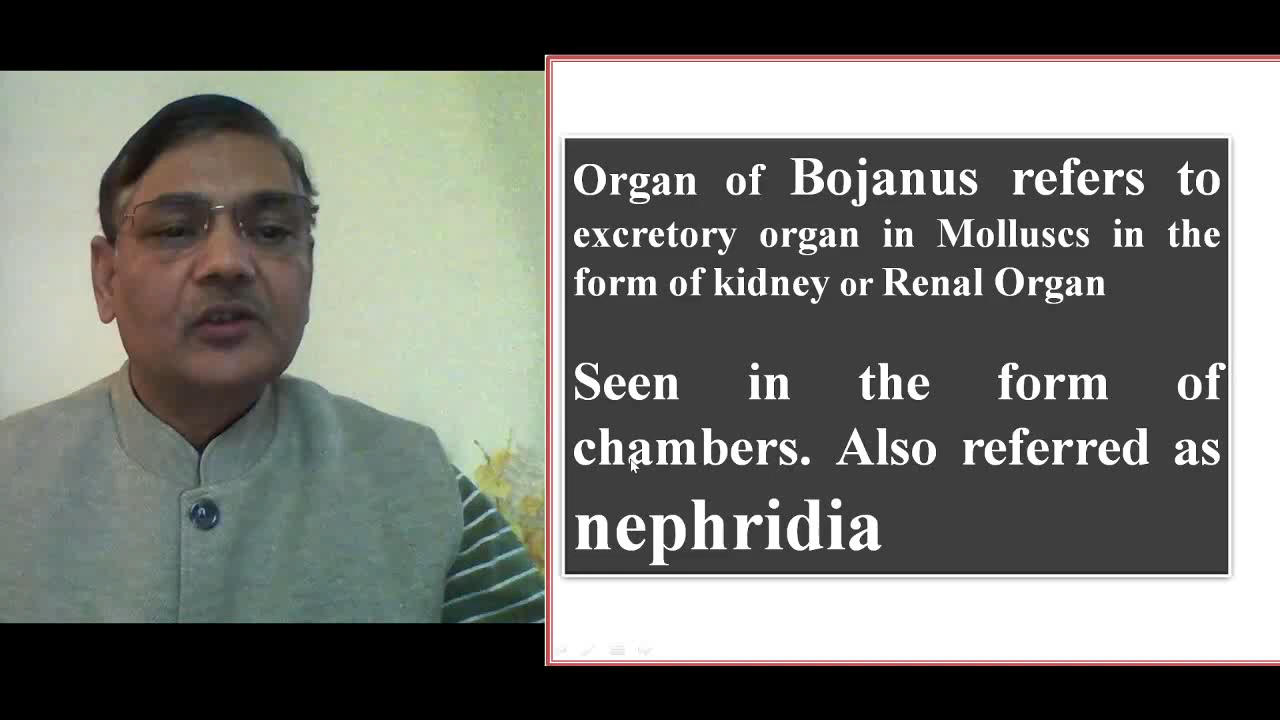 Organ of Bojanus refers to
excretory organ in Molluscs in the
form of kidney or Renal Organ
Seen in the form of
chambers. Also referred as
nephridia